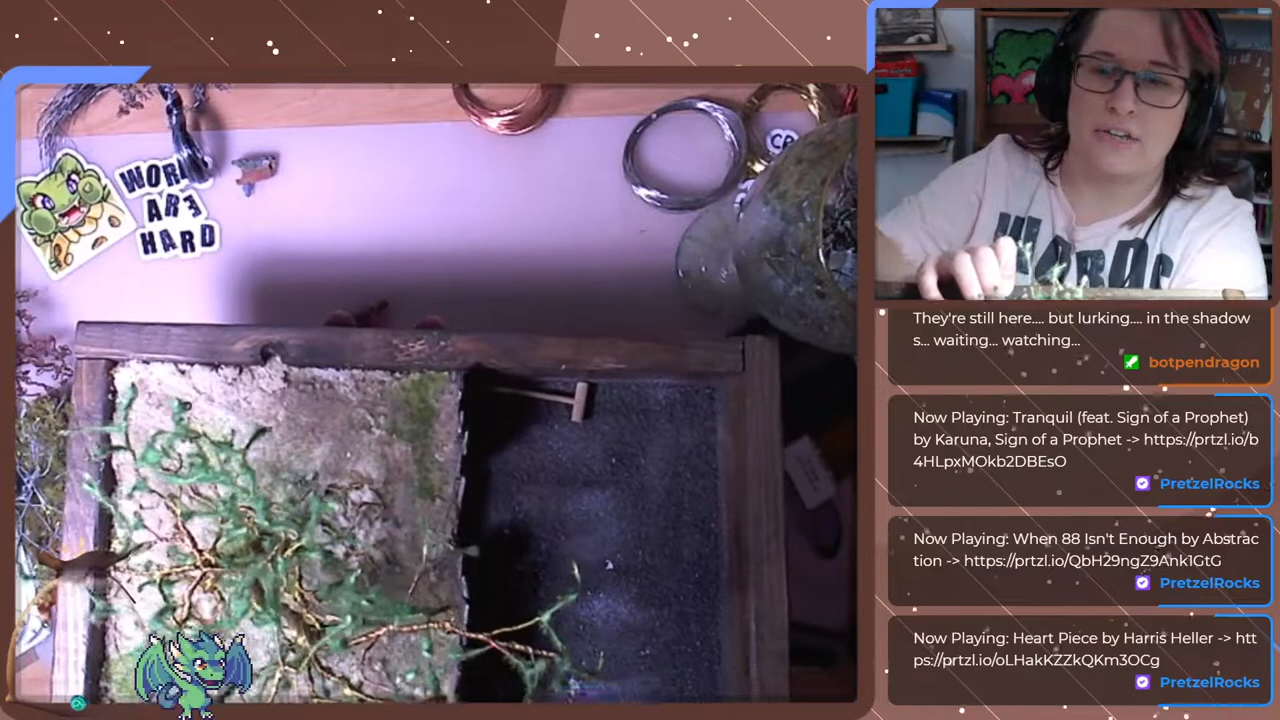 WORDS
ARE
HARD
WORDS
They're still here.... but lurking.... in the shadow
s... waiting... watching...
botpendragon
Now Playing: Tranquil (feat. Sign of a Prophet)
by Karuna, Sign of a Prophet -> https://prtzl.io/b
4HLpxMOkb2DBEsO
PretzelRocks
Now Playing: When 88 Isn't Enough by Abstrac
tion -> https://prtzl.io/QbH29ngZ9Ank1GtG
PretzelRocks
Now Playing: Heart Piece by Harris Heller -> htt
ps://prtzl.io/oLHakKZZkQKm3OCg
PretzelRocks